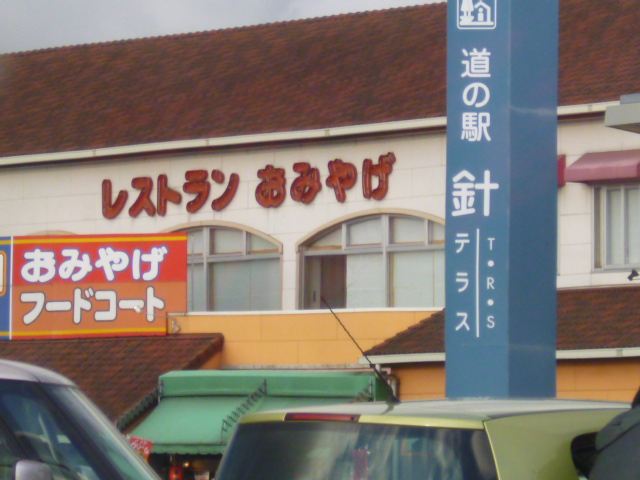 レストラン おみやげ
おみやげ
フードコート
道の駅
針
テラス
T・R・S